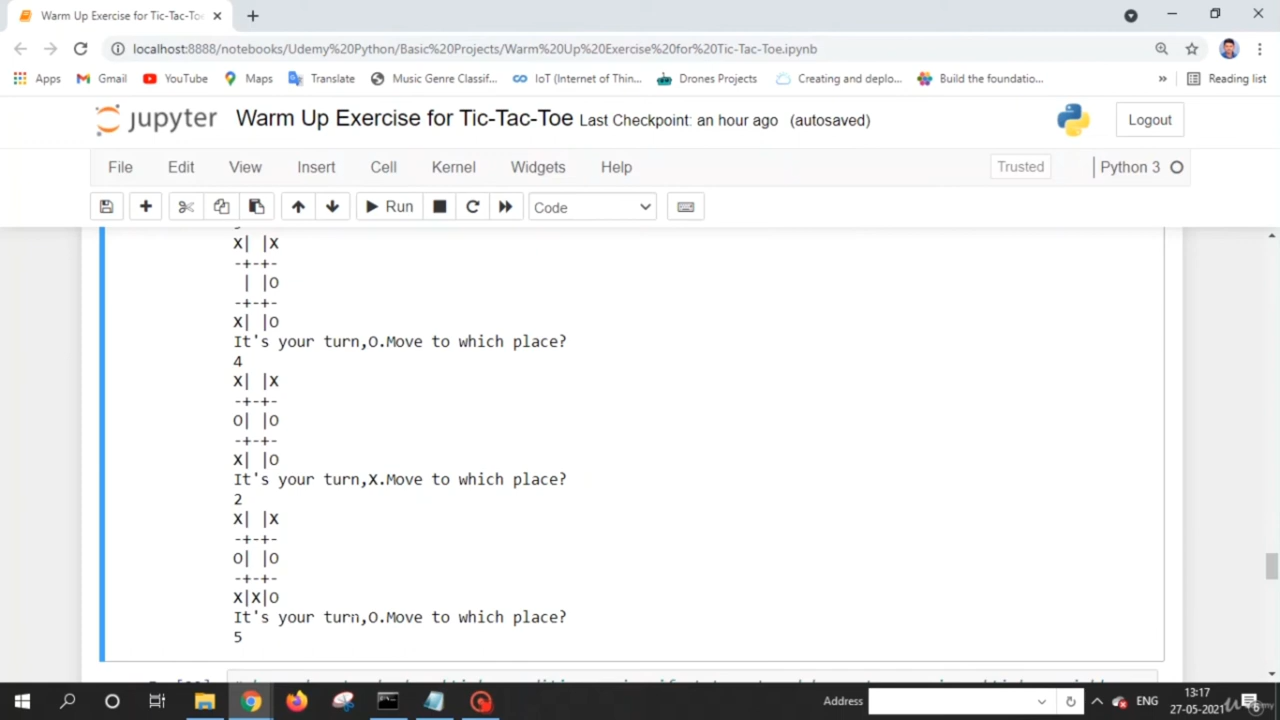 Warm Up Exercise for Tic-Tac-To
localhost:8888/notebooks/Udemy%20Python/Basic%20Projects/Warm%20Up%20Exercise%20for%20Tic-Tac-Toe.ipynb
Apps Gmail YouTube Maps Translate Music Genre Classif... IoT (Internet of Thin... Drones Projects Creating and deplo... Build the foundatio... » Reading list
jupyter Warm Up Exercise for Tic-Tac-Toe Last Checkpoint: an hour ago (autosaved) Logout
File Edit View Insert Cell Kernel Widgets Help Trusted Python 3
Run Code
X| |X
-+-+-
 | |O
-+-+-
X| |O
It's your turn,O.Move to which place?
4
X| |X
-+-+-
O| |O
-+-+-
X| |O
It's your turn,X.Move to which place?
2
X| |X
-+-+-
O| |O
-+-+-
X|X|O
It's your turn,O.Move to which place?
5
Address ENG 13:17
27-05-2021